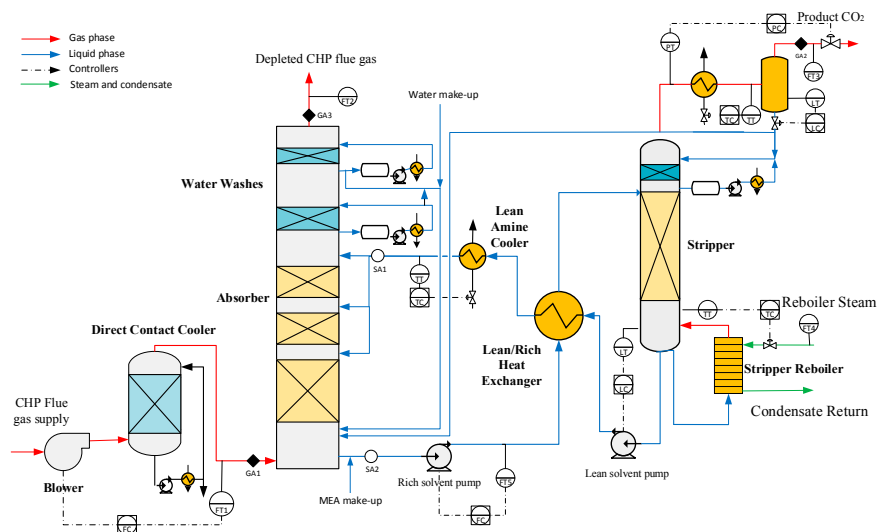 Gas phase
Liquid phase
Controllers
Steam and condensate
Depleted CHP flue gas
FT2
GA3
Water make-up
Product CO₂
PC
PT
GA2
FT3
TC
TT
LT
LC
Water Washes
Lean
Amine
Cooler
SA1
TT
TC
Absorber
Stripper
Direct Contact Cooler
Lean/Rich
Heat
Exchanger
TT
TC
Reboiler Steam
FT4
LT
LC
Stripper Reboiler
Condensate Return
CHP Flue
gas supply
Blower
GA1
FT1
FC
SA2
MEA make-up
Rich solvent pump
FT5
FC
Lean solvent pump